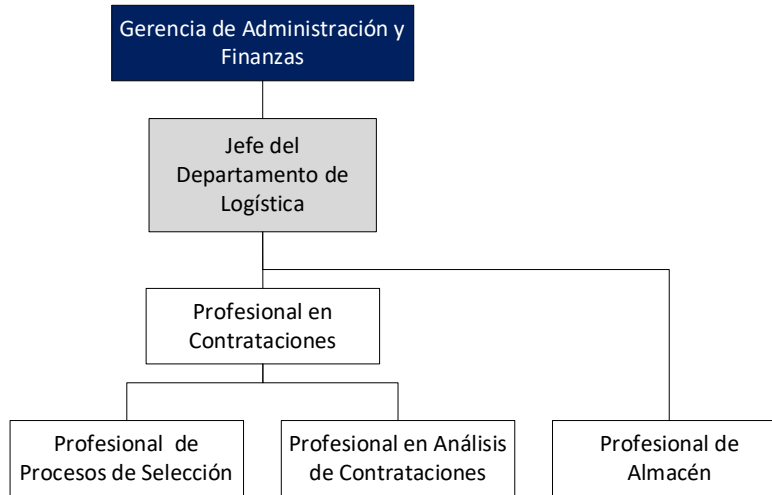 Gerencia de Administración y
Finanzas
Jefe del
Departamento de
Logística
Profesional en
Contrataciones
Profesional de
Procesos de Selección
Profesional en Análisis
de Contrataciones
Profesional de
Almacén